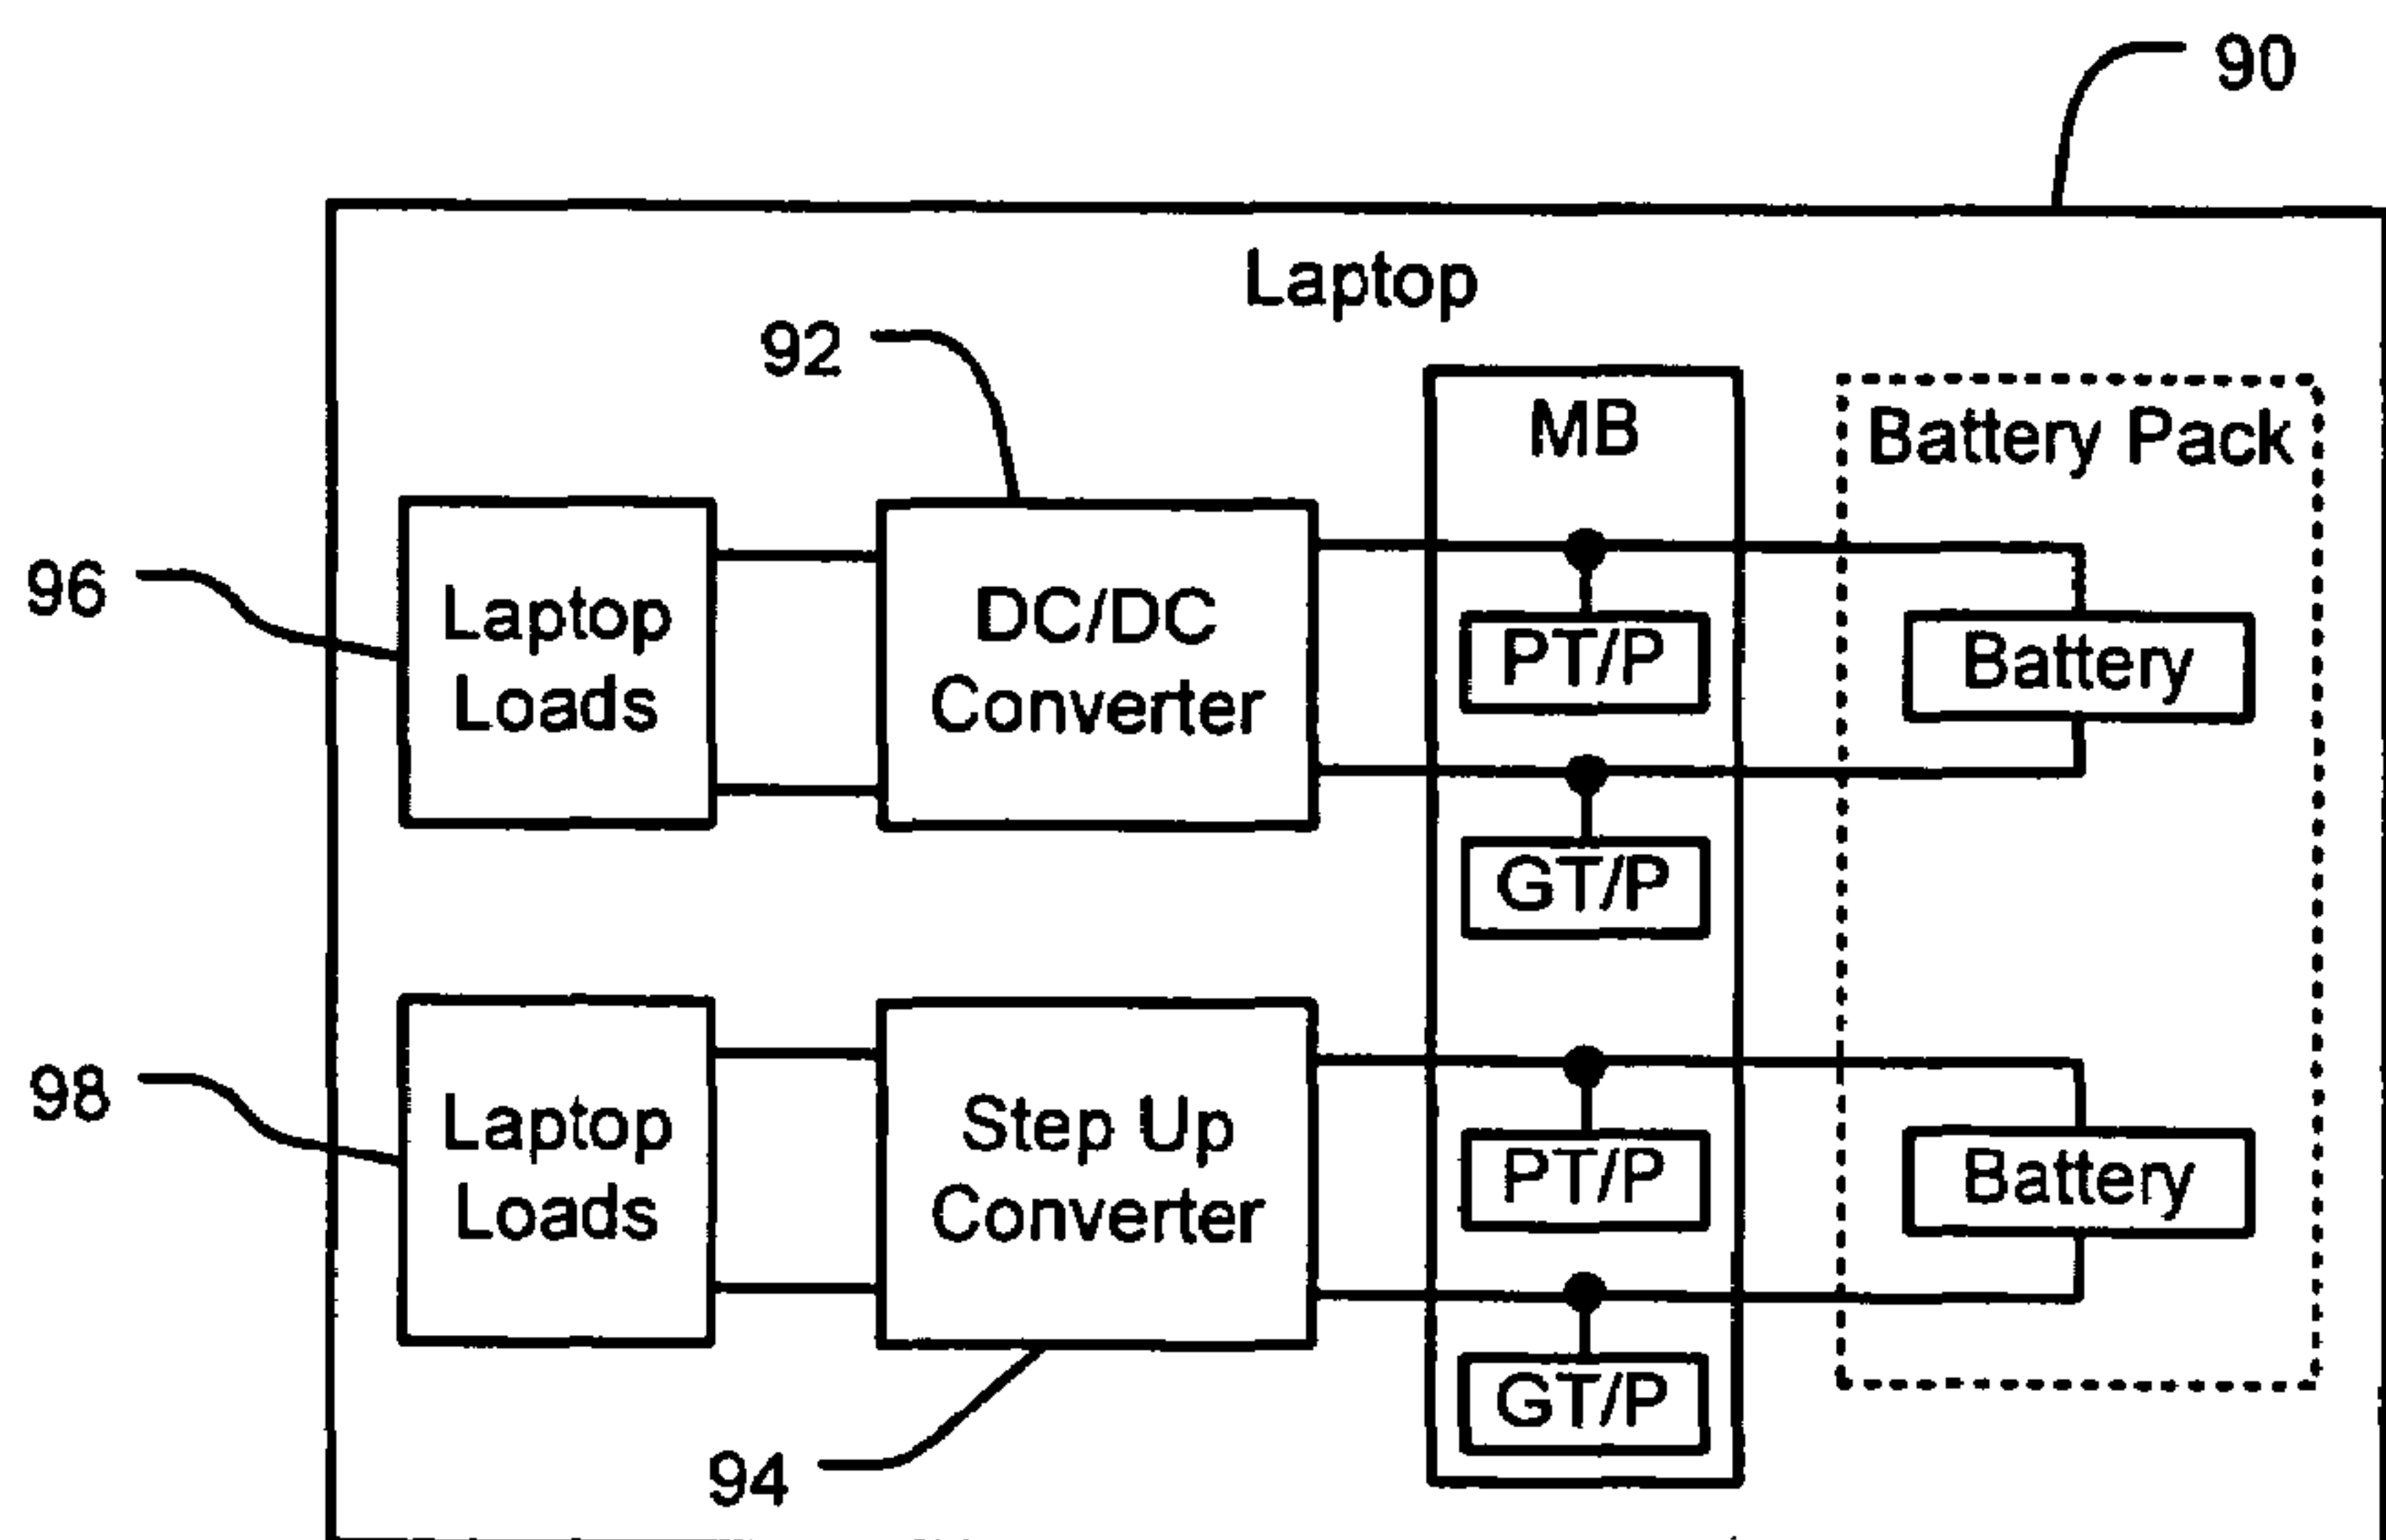 90
Laptop
92
MB
Battery Pack
96
Laptop
Loads
DC/DC
Converter
PT/P
Battery
GT/P
98
Laptop
Loads
Step Up
Converter
PT/P
Battery
GT/P
94